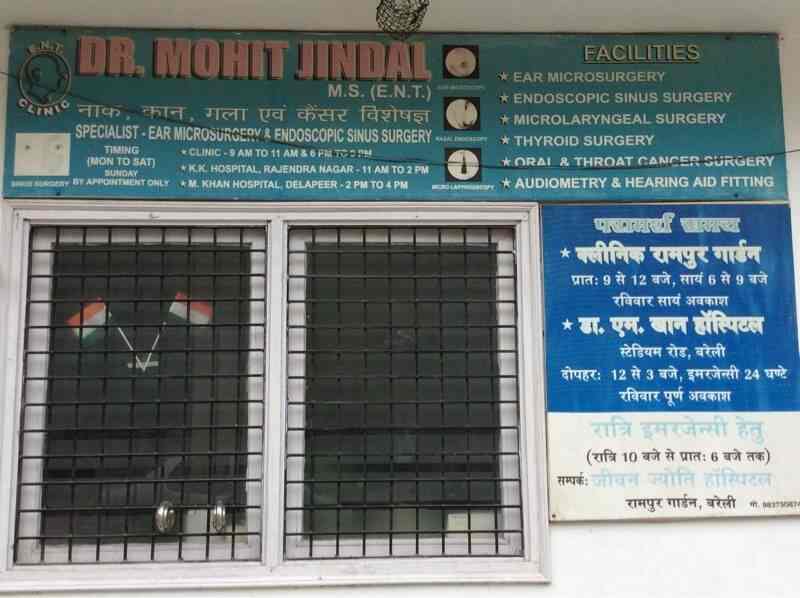 E.N.T. CLINIC
DR. MOHIT JINDAL
M.S. (E.N.T.)
नाक, कान, गला एवं कैंसर विशेषज्ञ
SPECIALIST - EAR MICROSURGERY & ENDOSCOPIC SINUS SURGERY
TIMING
(MON TO SAT)
SUNDAY
BY APPOINTMENT ONLY
★ CLINIC - 9 AM TO 11 AM & 6 PM TO 9 PM
★ K.K. HOSPITAL, RAJENDRA NAGAR - 11 AM TO 2 PM
★ M. KHAN HOSPITAL, DELAPEER - 2 PM TO 4 PM
SINUS SURGERY
EAR MICROSCOPY
NASAL ENDOSCOPY
FACILITIES
★ EAR MICROSURGERY
★ ENDOSCOPIC SINUS SURGERY
★ MICROLARYNGEAL SURGERY
★ THYROID SURGERY
★ ORAL & THROAT CANCER SURGERY
★ AUDIOMETRY & HEARING AID FITTING
परामर्श समय
★ क्लीनिक रामपुर गार्डन
प्रातः 9 से 12 बजे, सायं 6 से 9 बजे
रविवार सायं अवकाश
★ डा. एम. खान हॉस्पिटल
स्टेडियम रोड, बरेली
दोपहर: 12 से 3 बजे, इमरजेन्सी 24 घण्टे
रविवार पूर्ण अवकाश
रात्रि इमरजेन्सी हेतु
(रात्रि 10 बजे से प्रात: 6 बजे तक)
सम्पर्क: जीवन ज्योति हॉस्पिटल
रामपुर गार्डन, बरेली मो.